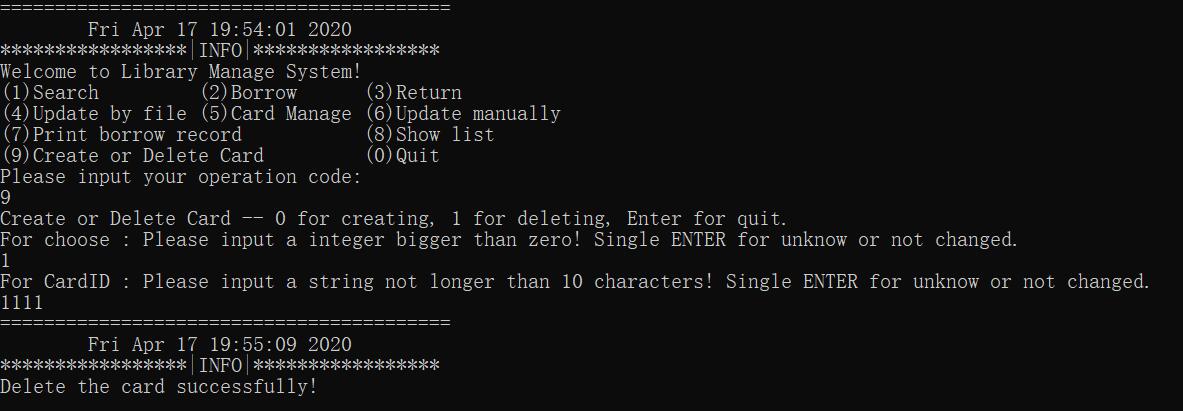 =========================================
        Fri Apr 17 19:54:01 2020
*****************|INFO|*****************
Welcome to Library Manage System!
(1)Search         (2)Borrow      (3)Return
(4)Update by file (5)Card Manage (6)Update manually
(7)Print borrow record           (8)Show list
(9)Create or Delete Card         (0)Quit
Please input your operation code:
9
Create or Delete Card -- 0 for creating, 1 for deleting, Enter for quit.
For choose : Please input a integer bigger than zero! Single ENTER for unknow or not changed.
1
For CardID : Please input a string not longer than 10 characters! Single ENTER for unknow or not changed.
1111
=========================================
        Fri Apr 17 19:55:09 2020
*****************|INFO|*****************
Delete the card successfully!